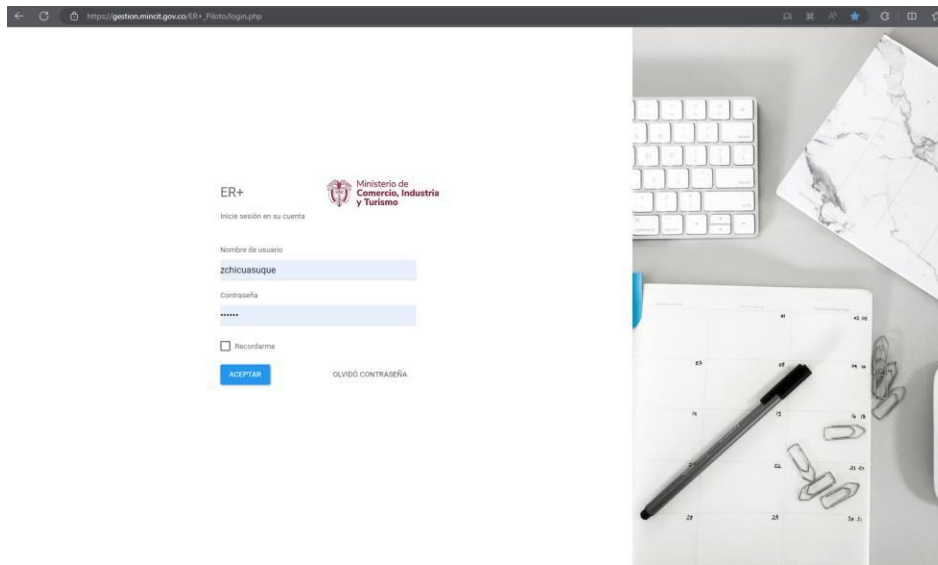 https://gestion.mincit.gov.co/ER+_Piloto/login.php
ER+
Ministerio de
Comercio, Industria
y Turismo
Inicie sesión en su cuenta
Nombre de usuario
zchicuasuque
Contraseña
••••••
Recordarme
ACEPTAR
OLVIDÓ CONTRASEÑA